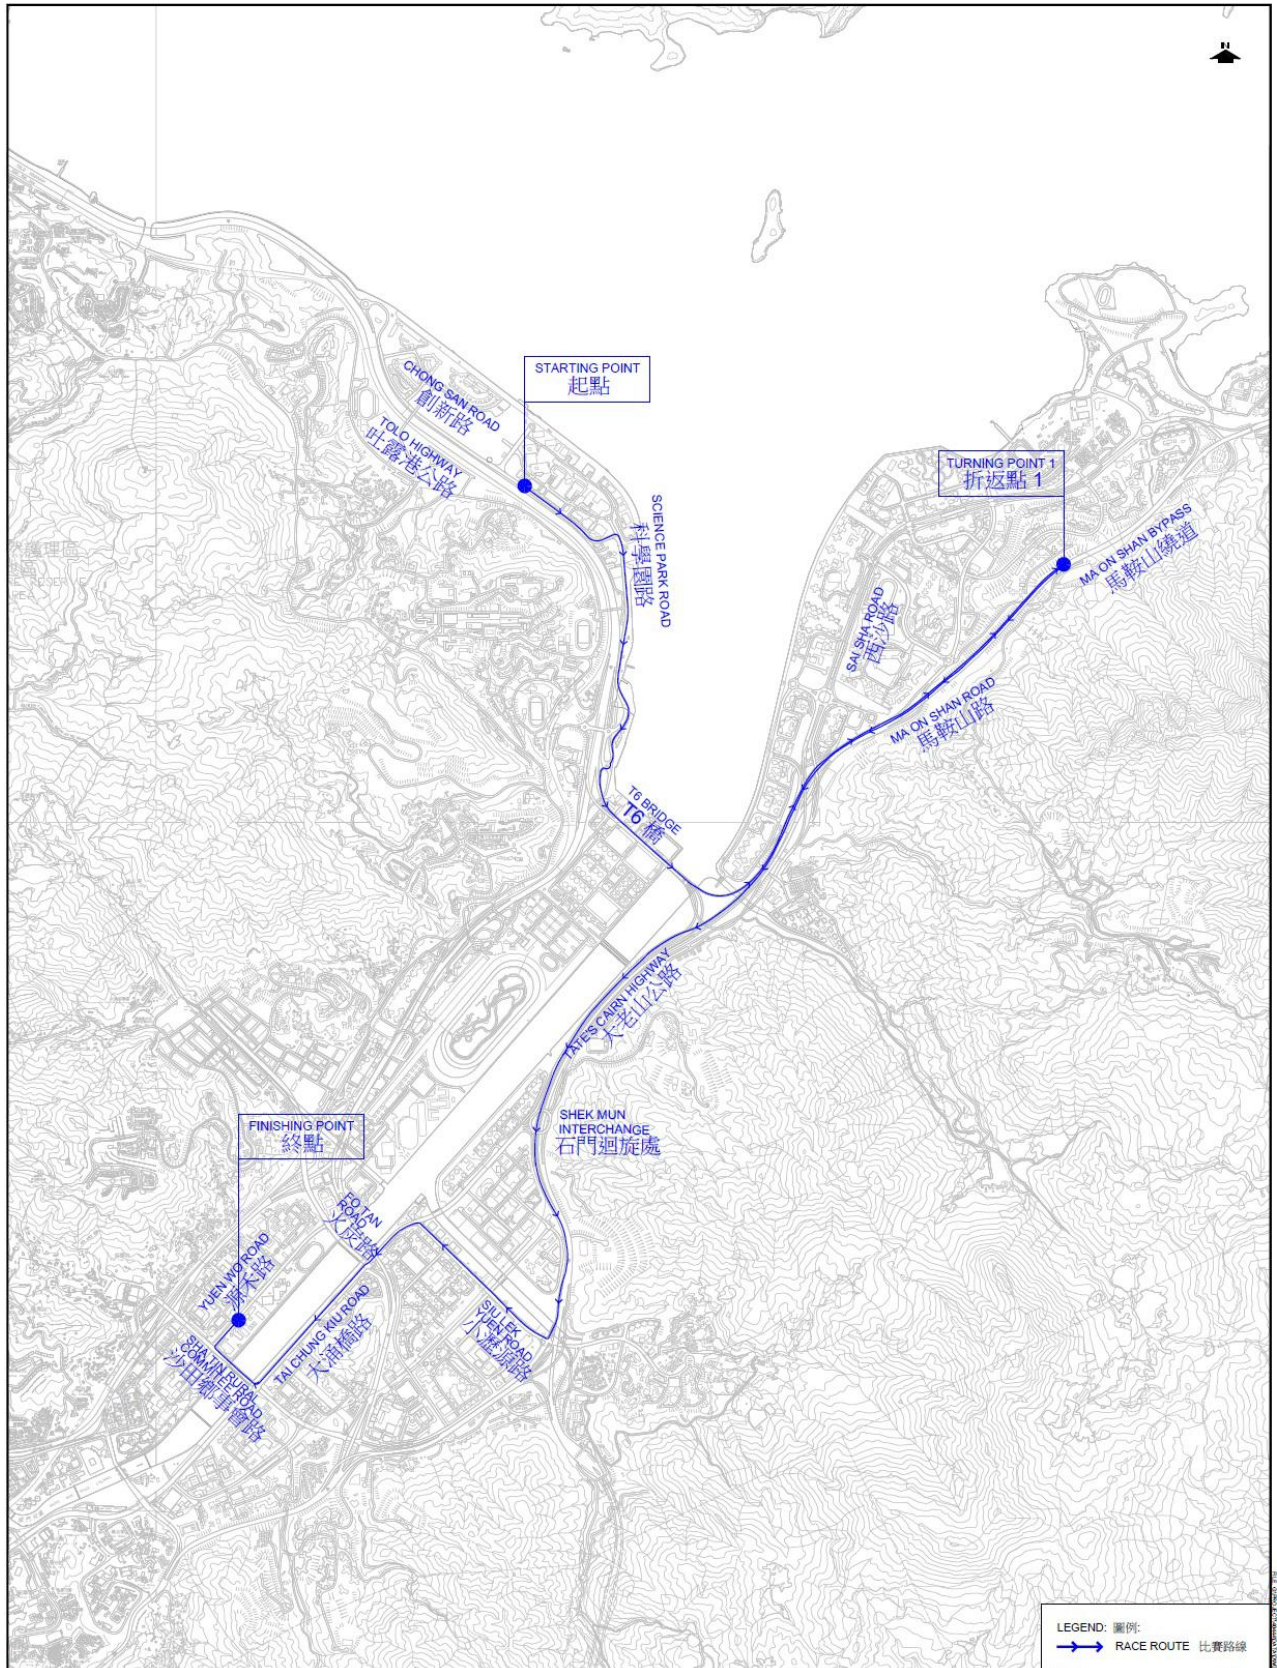 N
STARTING POINT
起點
CHONG SAN ROAD
創新路
TOLO HIGHWAY
吐露港公路
SCIENCE PARK ROAD
科學園路
TURNING POINT 1
折返點 1
MA ON SHAN BYPASS
馬鞍山繞道
SAI SHA ROAD
西沙路
MA ON SHAN ROAD
馬鞍山路
T6 BRIDGE
T6 橋
TATE'S CAIRN HIGHWAY
大老山公路
SHEK MUN
INTERCHANGE
石門迴旋處
FINISHING POINT
終點
FO TAN
ROAD
火炭路
YUEN WO ROAD
源禾路
SIU LEK
YUEN ROAD
小瀝源路
TAI CHUNG KIU ROAD
大涌橋路
SHA TIN RURAL
COMMITEE ROAD
沙田鄉事會路
LEGEND: 圖例:
RACE ROUTE 比賽路線